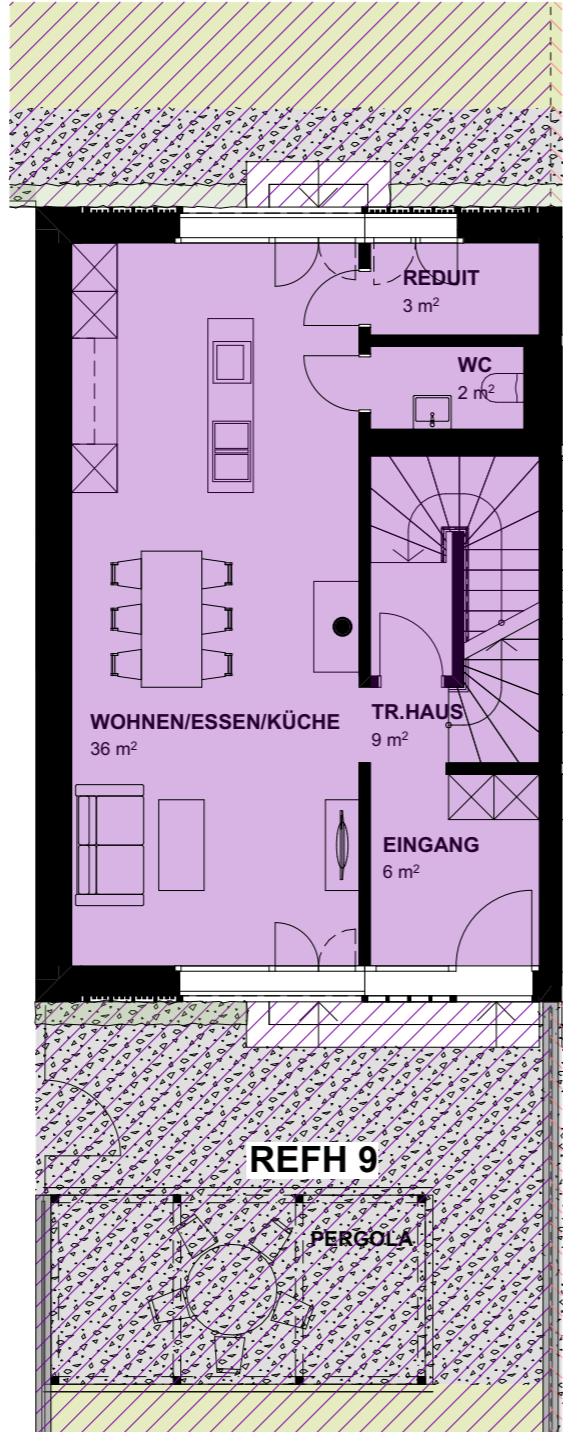 REDUIT
3 m²
WC
2 m²
WOHNEN/ESSEN/KÜCHE
36 m²
TR.HAUS
9 m²
EINGANG
6 m²
REFH 9
PERGOLA